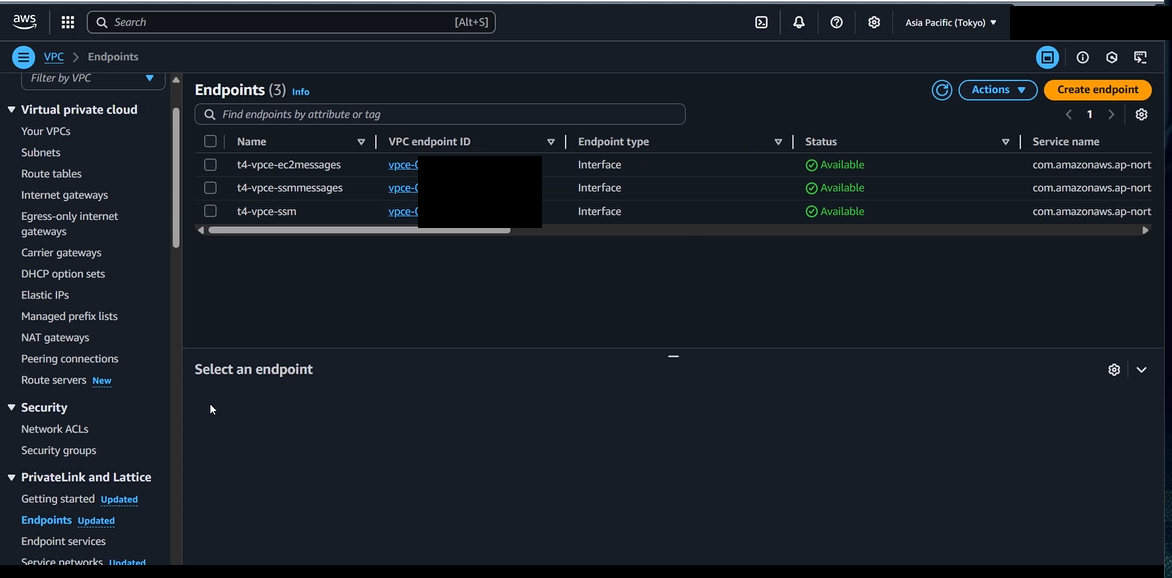 aws
Search [Alt+S]
Asia Pacific (Tokyo)
VPC > Endpoints
Filter by VPC
Virtual private cloud
Your VPCs
Subnets
Route tables
Internet gateways
Egress-only internet
gateways
Carrier gateways
DHCP option sets
Elastic IPs
Managed prefix lists
NAT gateways
Peering connections
Route servers New
Security
Network ACLs
Security groups
PrivateLink and Lattice
Getting started Updated
Endpoints Updated
Endpoint services
Service networks Updated
Endpoints (3) Info
Actions
Create endpoint
Find endpoints by attribute or tag
1
Name VPC endpoint ID Endpoint type Status Service name
t4-vpce-ec2messages vpce-0 Interface Available com.amazonaws.ap-nort
t4-vpce-ssmmessages vpce-0 Interface Available com.amazonaws.ap-nort
t4-vpce-ssm vpce-0 Interface Available com.amazonaws.ap-nort
Select an endpoint